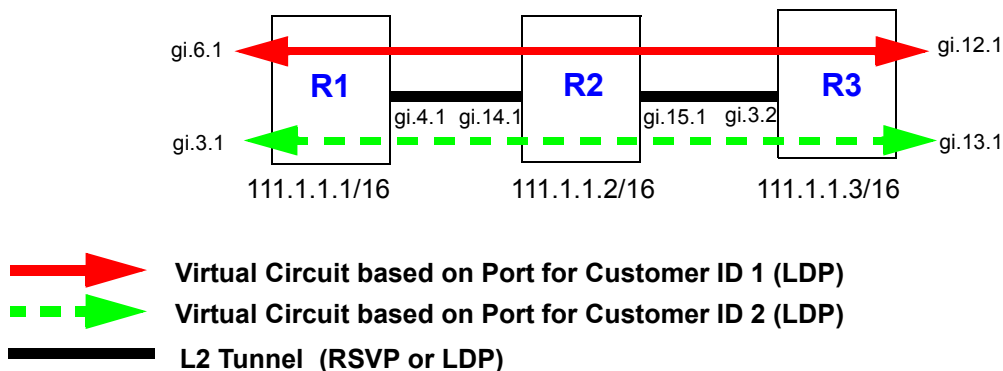 gi.6.1
gi.12.1
R1
R2
R3
gi.4.1
gi.14.1
gi.15.1
gi.3.2
gi.3.1
gi.13.1
111.1.1.1/16
111.1.1.2/16
111.1.1.3/16
Virtual Circuit based on Port for Customer ID 1 (LDP)
Virtual Circuit based on Port for Customer ID 2 (LDP)
L2 Tunnel (RSVP or LDP)